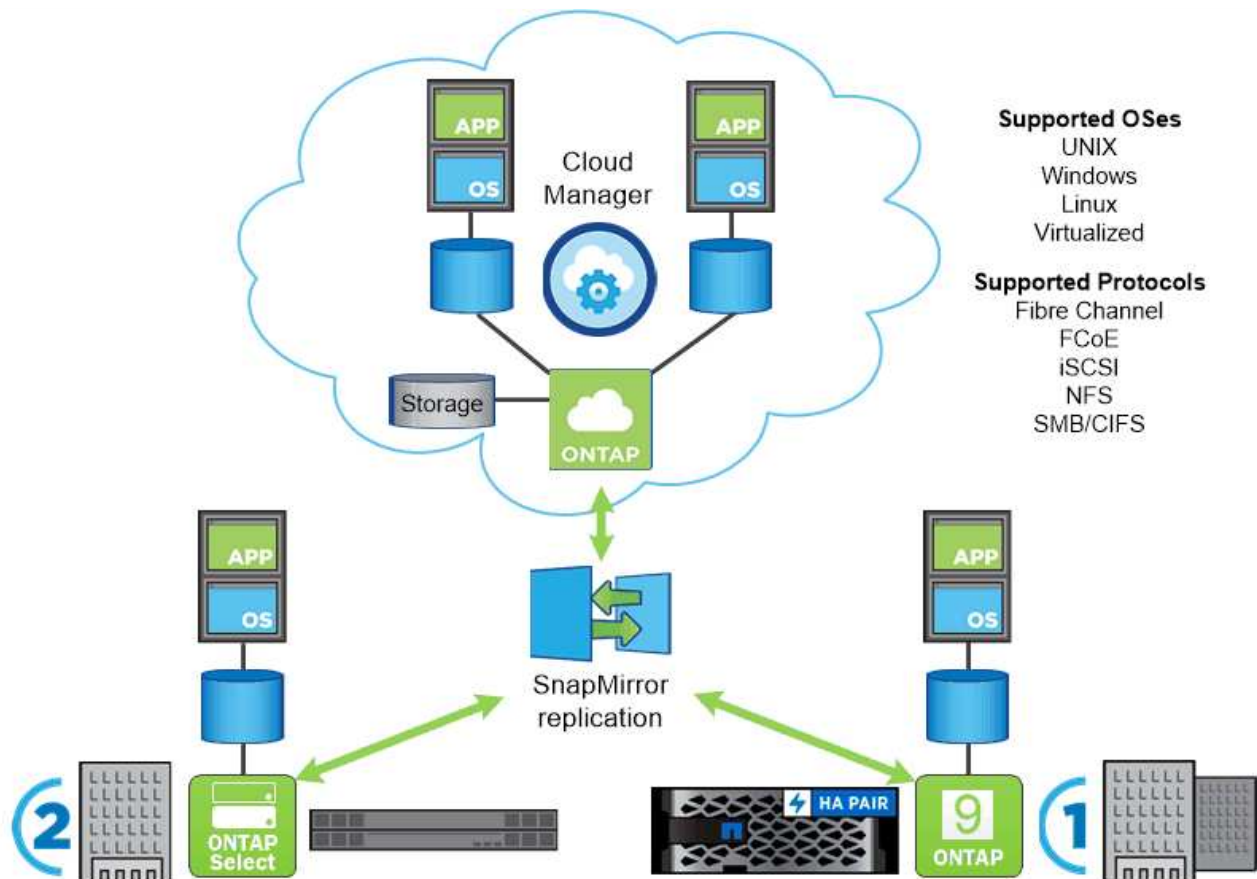 APP
OS
Cloud
Manager
APP
OS
Supported OSes
UNIX
Windows
Linux
Virtualized
Supported Protocols
Fibre Channel
FCoE
iSCSI
NFS
SMB/CIFS
Storage
ONTAP
APP
OS
SnapMirror
replication
APP
OS
2
ONTAP
Select
HA PAIR
9
ONTAP
1